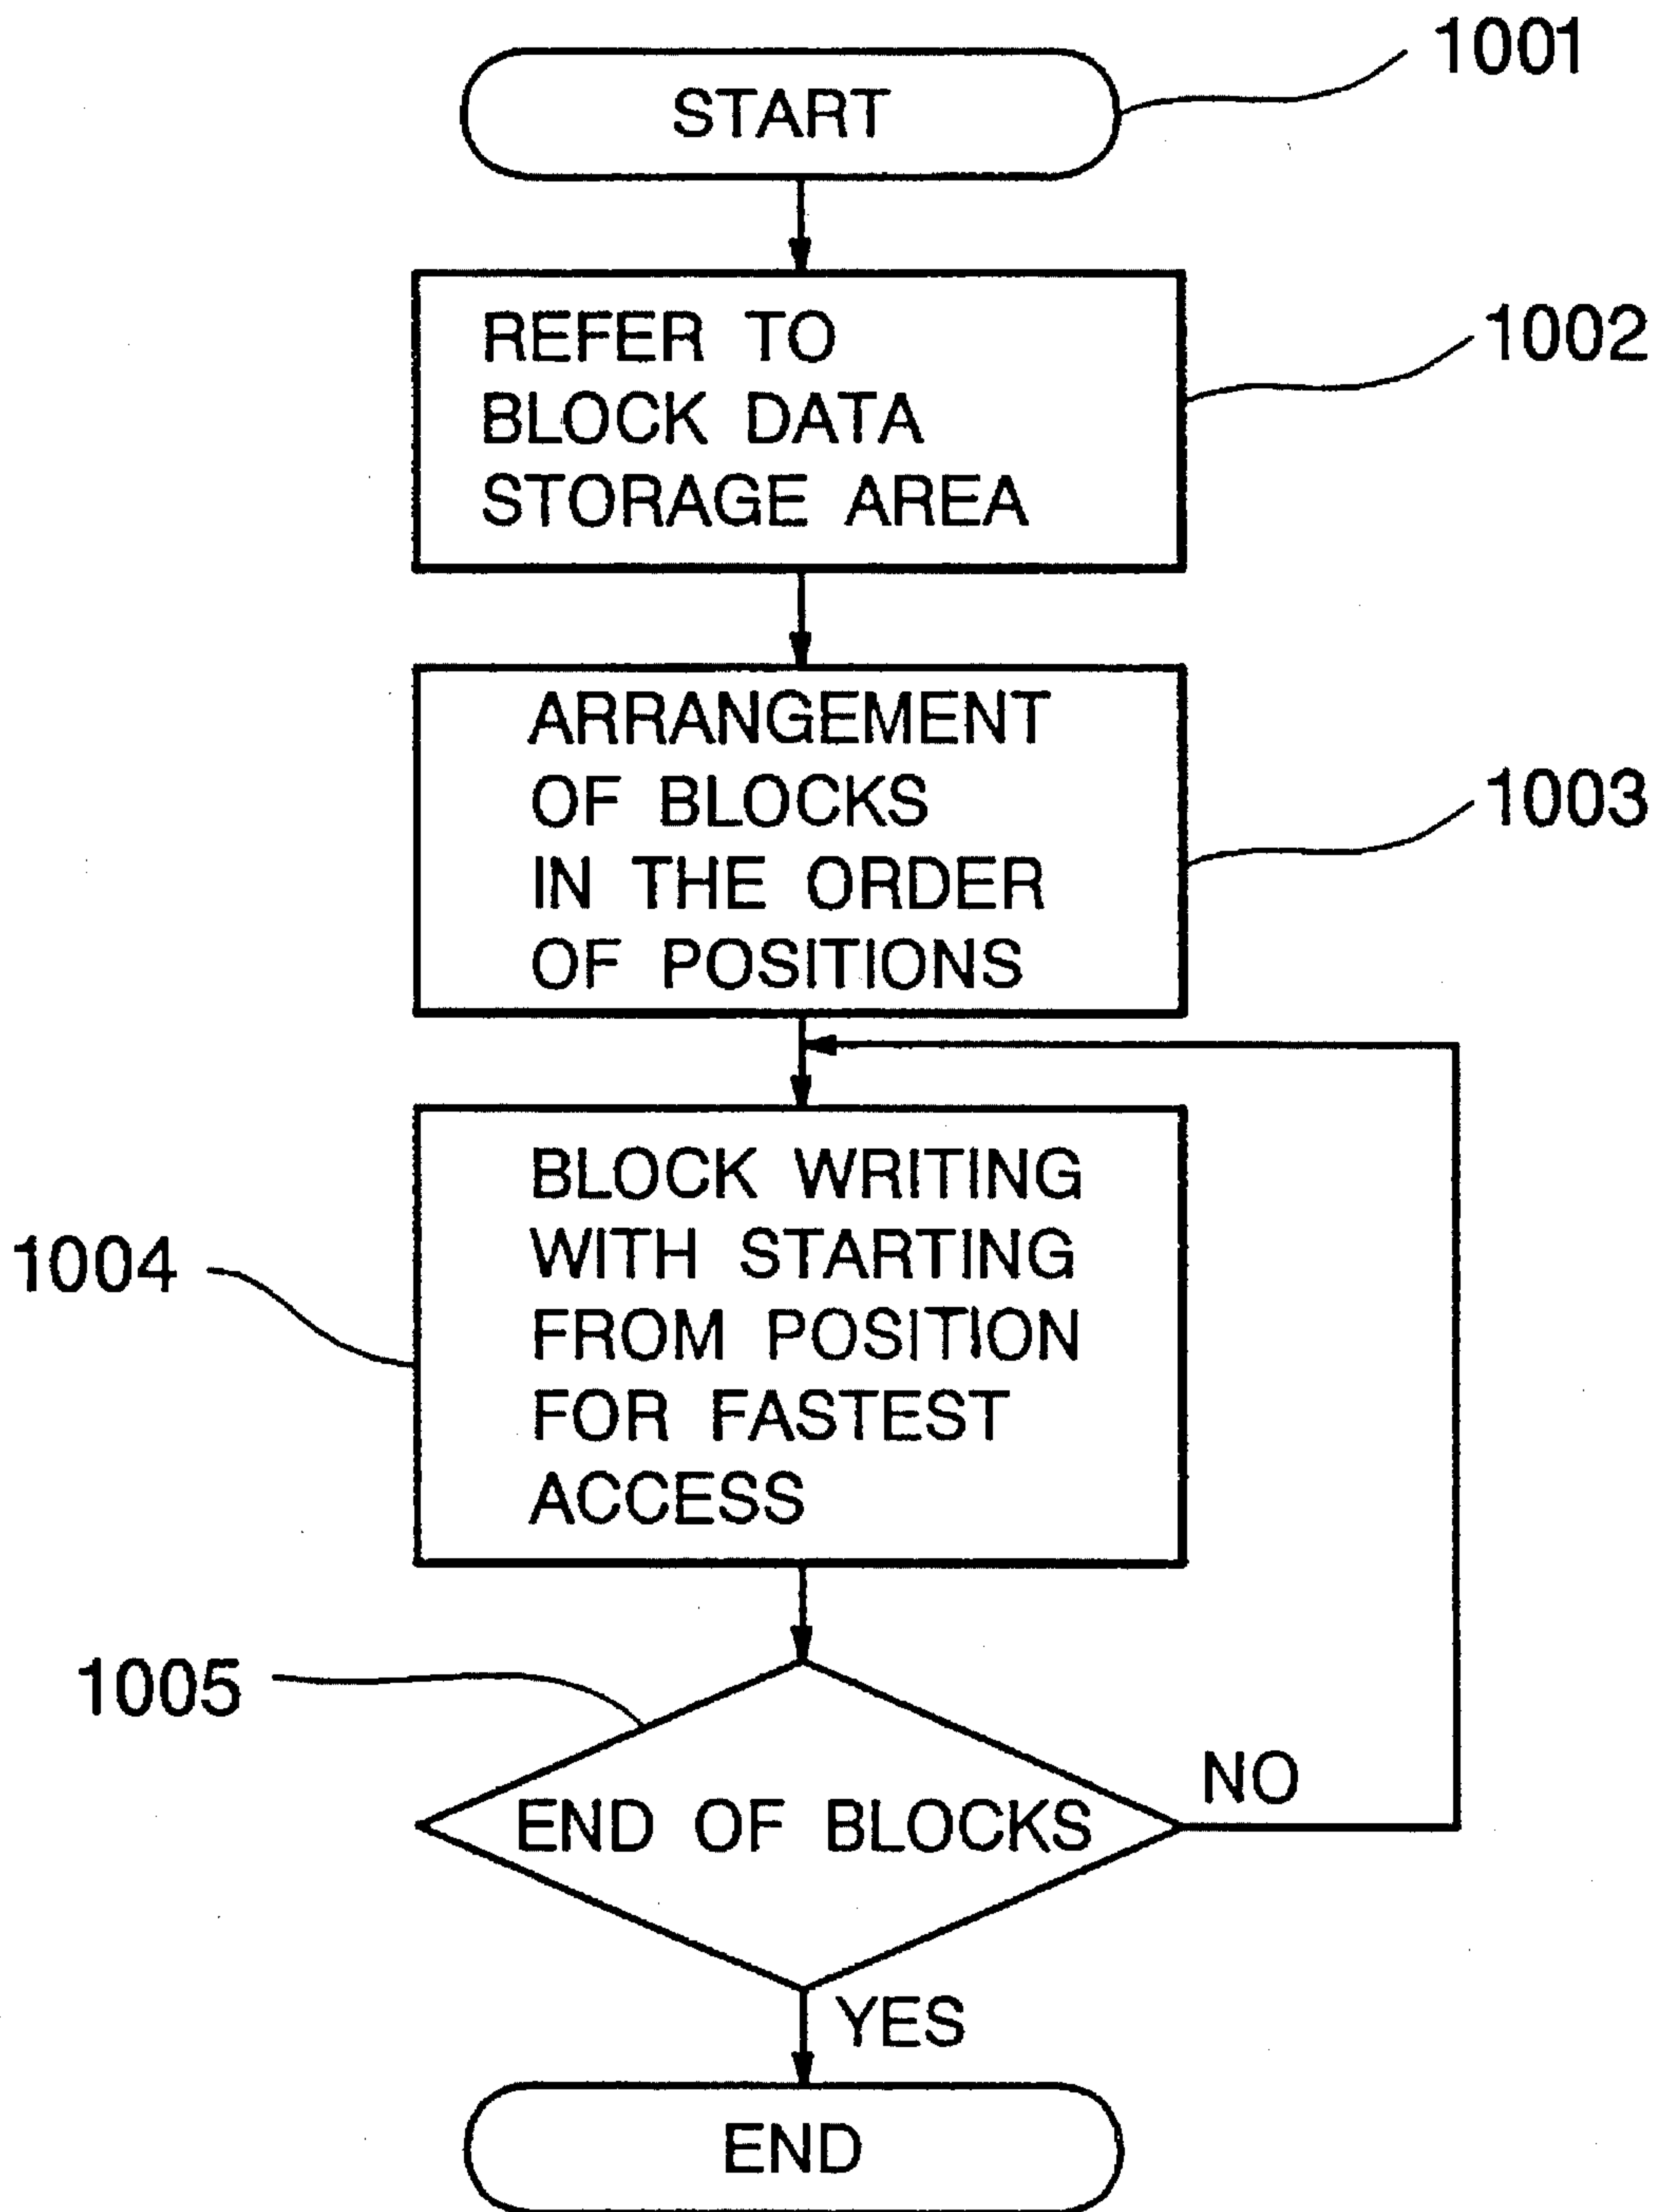 START
1001
REFER TO
BLOCK DATA
STORAGE AREA
1002
ARRANGEMENT
OF BLOCKS
IN THE ORDER
OF POSITIONS
1003
BLOCK WRITING
WITH STARTING
FROM POSITION
FOR FASTEST
ACCESS
1004
1005
END OF BLOCKS
NO
YES
END